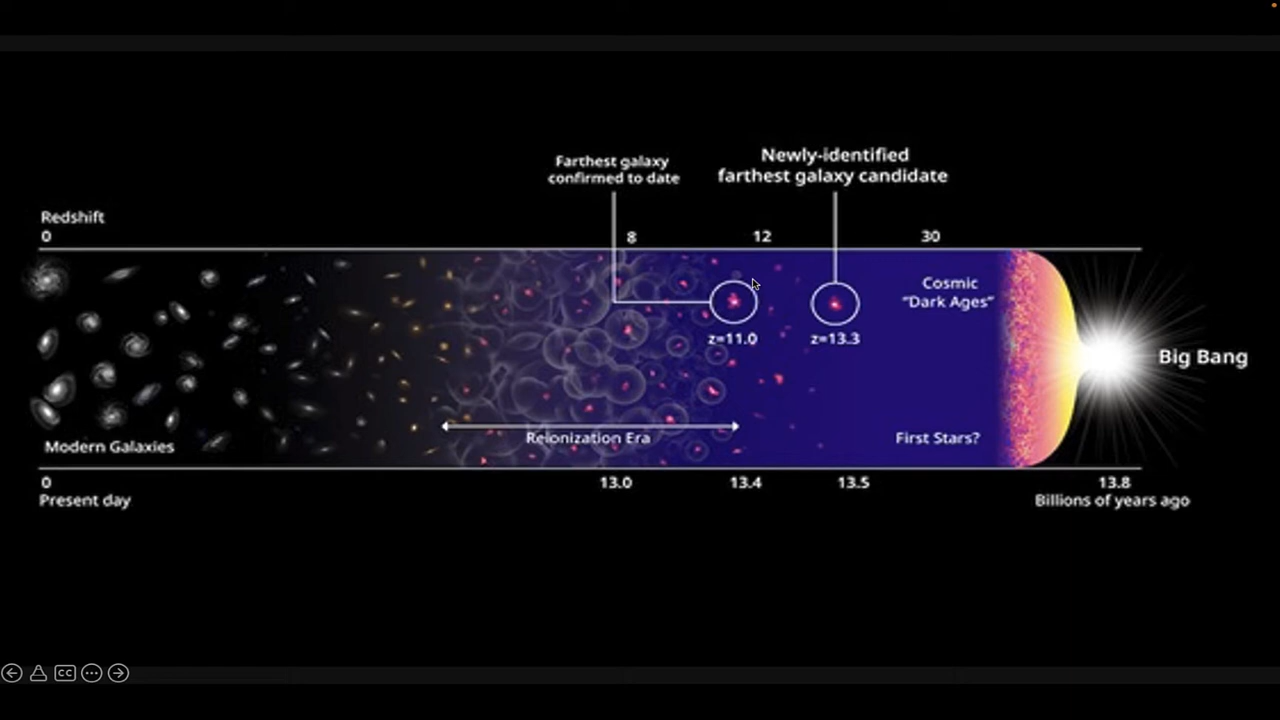 Farthest galaxy
confirmed to date
Newly-identified
farthest galaxy candidate
Redshift
0
8
12
30
Cosmic
"Dark Ages"
z=11.0
z=13.3
Big Bang
Reionization Era
First Stars?
Modern Galaxies
0
Present day
13.0
13.4
13.5
13.8
Billions of years ago
CC